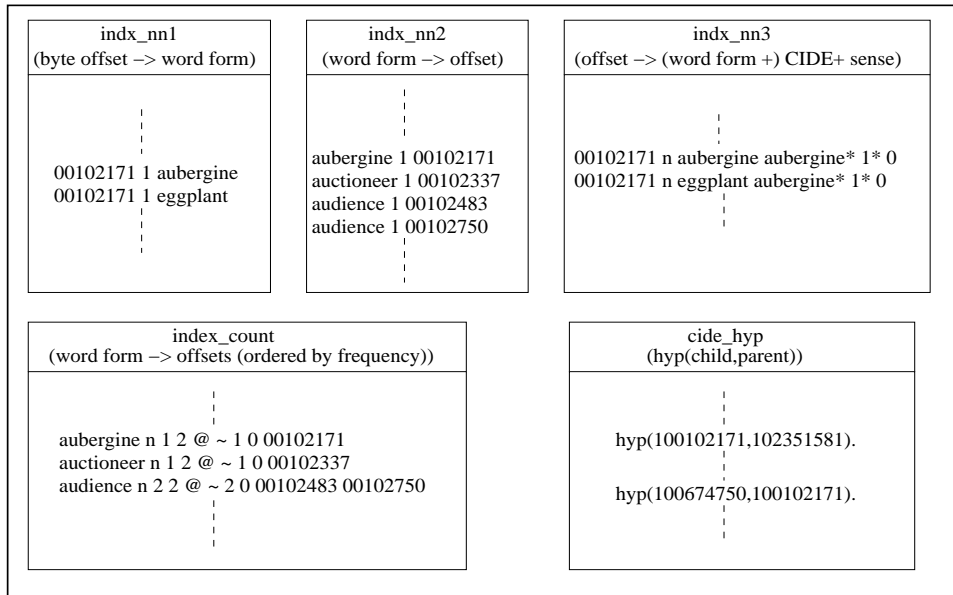 indx_nn1
(byte offset −> word form)
00102171 1 aubergine
00102171 1 eggplant
indx_nn2
(word form −> offset)
aubergine 1 00102171
auctioneer 1 00102337
audience 1 00102483
audience 1 00102750
indx_nn3
(offset −> (word form +) CIDE+ sense)
00102171 n aubergine aubergine* 1* 0
00102171 n eggplant aubergine* 1* 0
index_count
(word form −> offsets (ordered by frequency))
aubergine n 1 2 @ ~ 1 0 00102171
auctioneer n 1 2 @ ~ 1 0 00102337
audience n 2 2 @ ~ 2 0 00102483 00102750
cide_hyp
(hyp(child,parent))
hyp(100102171,102351581).
hyp(100674750,100102171).